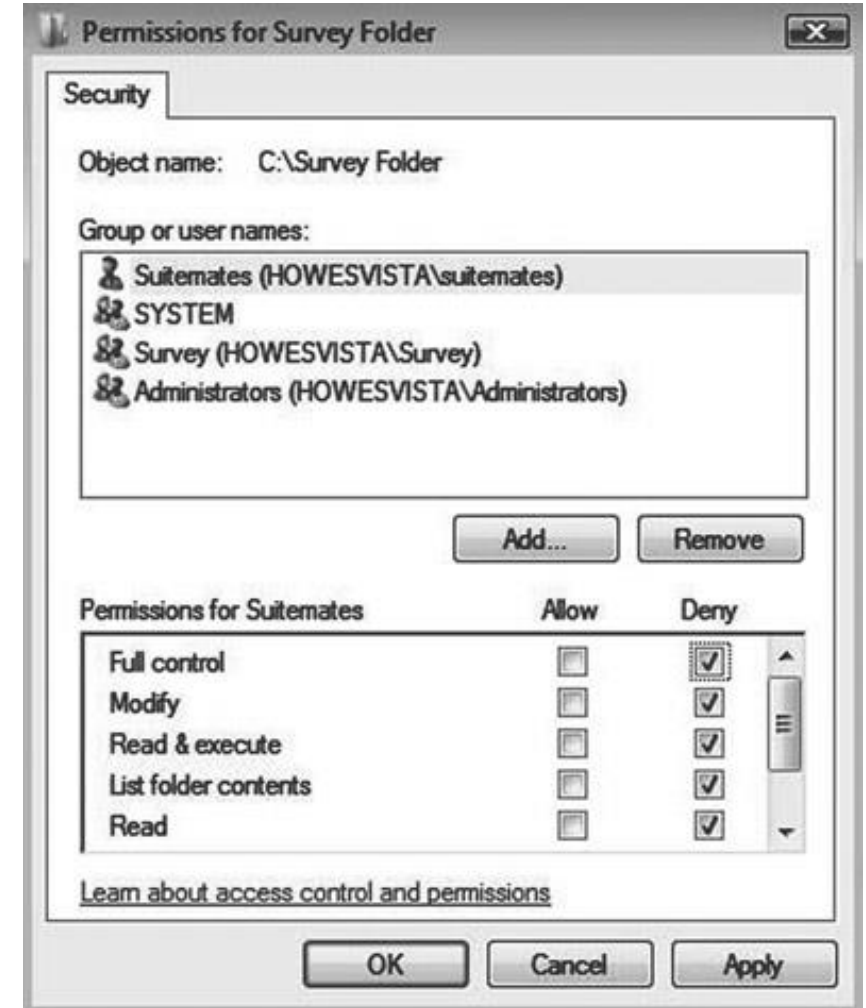 Permissions for Survey Folder
Security
Object name: C:\Survey Folder
Group or user names:
Suitemates (HOWESVISTA\suitemates)
SYSTEM
Survey (HOWESVISTA\Survey)
Administrators (HOWESVISTA\Administrators)
Add... Remove
Permissions for Suitemates Allow Deny
Full control
Modify
Read & execute
List folder contents
Read
Learn about access control and permissions
OK Cancel Apply